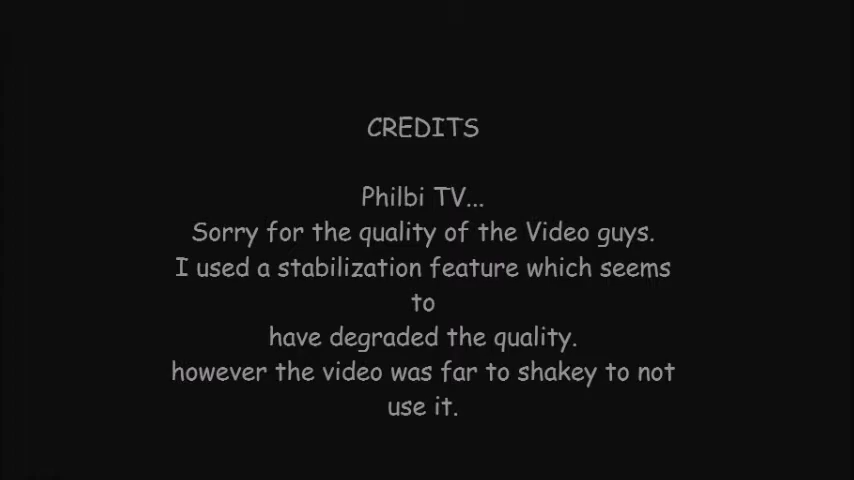 CREDITS
Philbi TV...
Sorry for the quality of the Video guys.
I used a stabilization feature which seems
to
have degraded the quality.
however the video was far to shakey to not
use it.